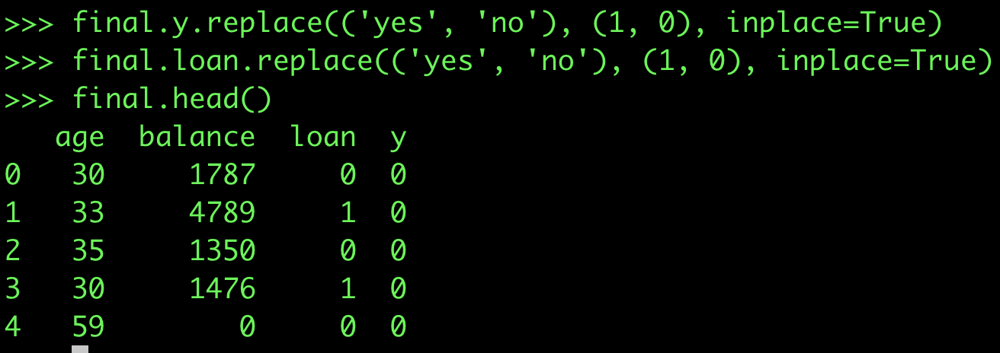 >>> final.y.replace(('yes', 'no'), (1, 0), inplace=True)
>>> final.loan.replace(('yes', 'no'), (1, 0), inplace=True)
>>> final.head()
   age  balance  loan  y
0   30     1787     0  0
1   33     4789     1  0
2   35     1350     0  0
3   30     1476     1  0
4   59        0     0  0